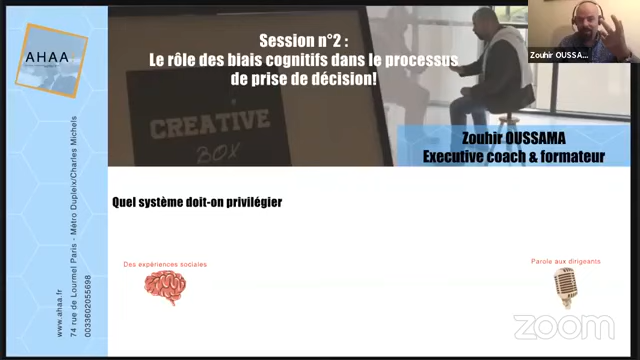 AHAA
Session n°2 :
Le rôle des biais cognitifs dans le processus
de prise de décision!
CREATIVE
BOX
Zouhir OUSSAMA
Executive coach & formateur
Zouhir OUSSA...
Quel système doit-on privilégier
Des expériences sociales
Parole aux dirigeants
www.ahaa.fr
74 rue de Lourmel Paris - Métro Dupleix/Charles Michels
0033602055698
zoom